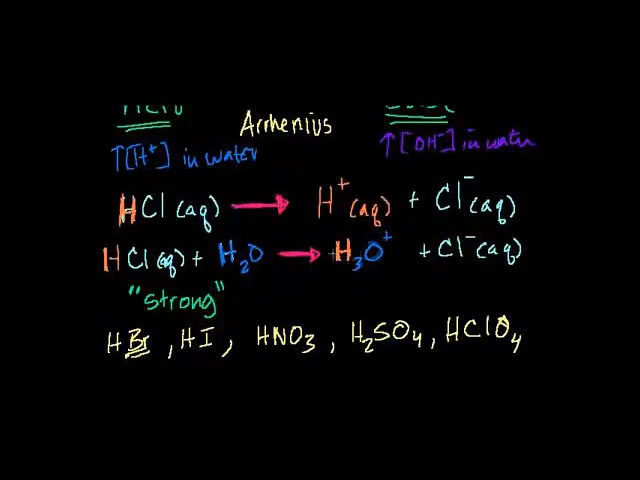 Arrhenius
↑[H⁺] in water ↑[OH⁻] in water
HCl (aq) → H⁺ (aq) + Cl⁻ (aq)
HCl (aq) + H₂O → H₃O⁺ + Cl⁻ (aq)
"strong"
HBr, HI, HNO₃, H₂SO₄, HClO₄